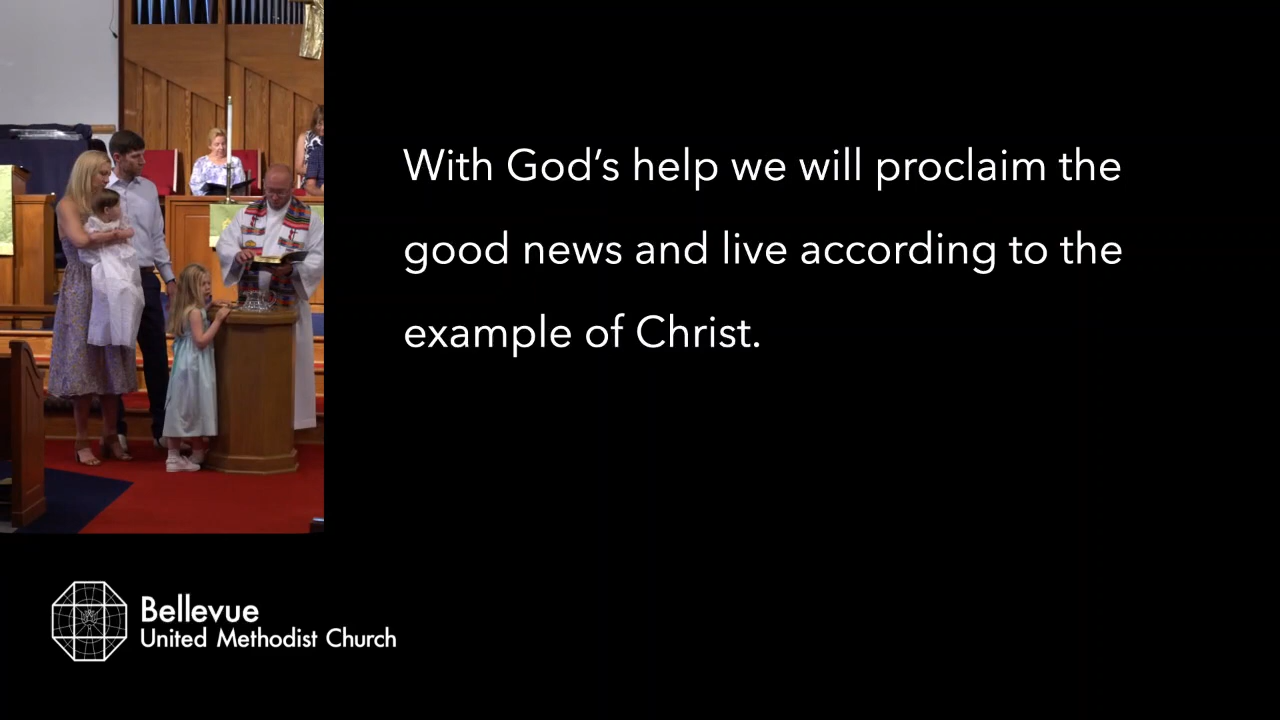 With God’s help we will proclaim the
good news and live according to the
example of Christ.
Bellevue
United Methodist Church